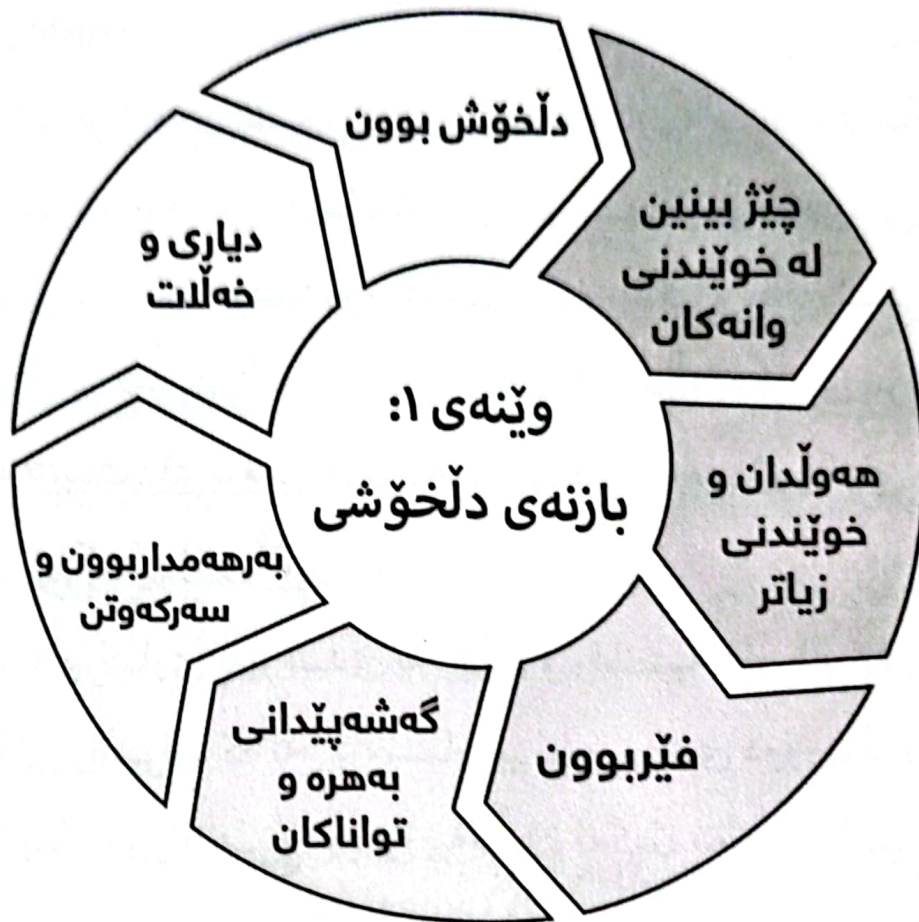 وێنەی ١:
بازنەی دڵخۆشی
دڵخۆش بوون
چێژ بینین
لە خوێندنی
وانەکان
هەوڵدان و
خوێندنی
زیاتر
فێربوون
گەشەپێدانی
بەهرە و
تواناکان
بەرهەمداربوون و
سەرکەوتن
دیاری و
خەڵات